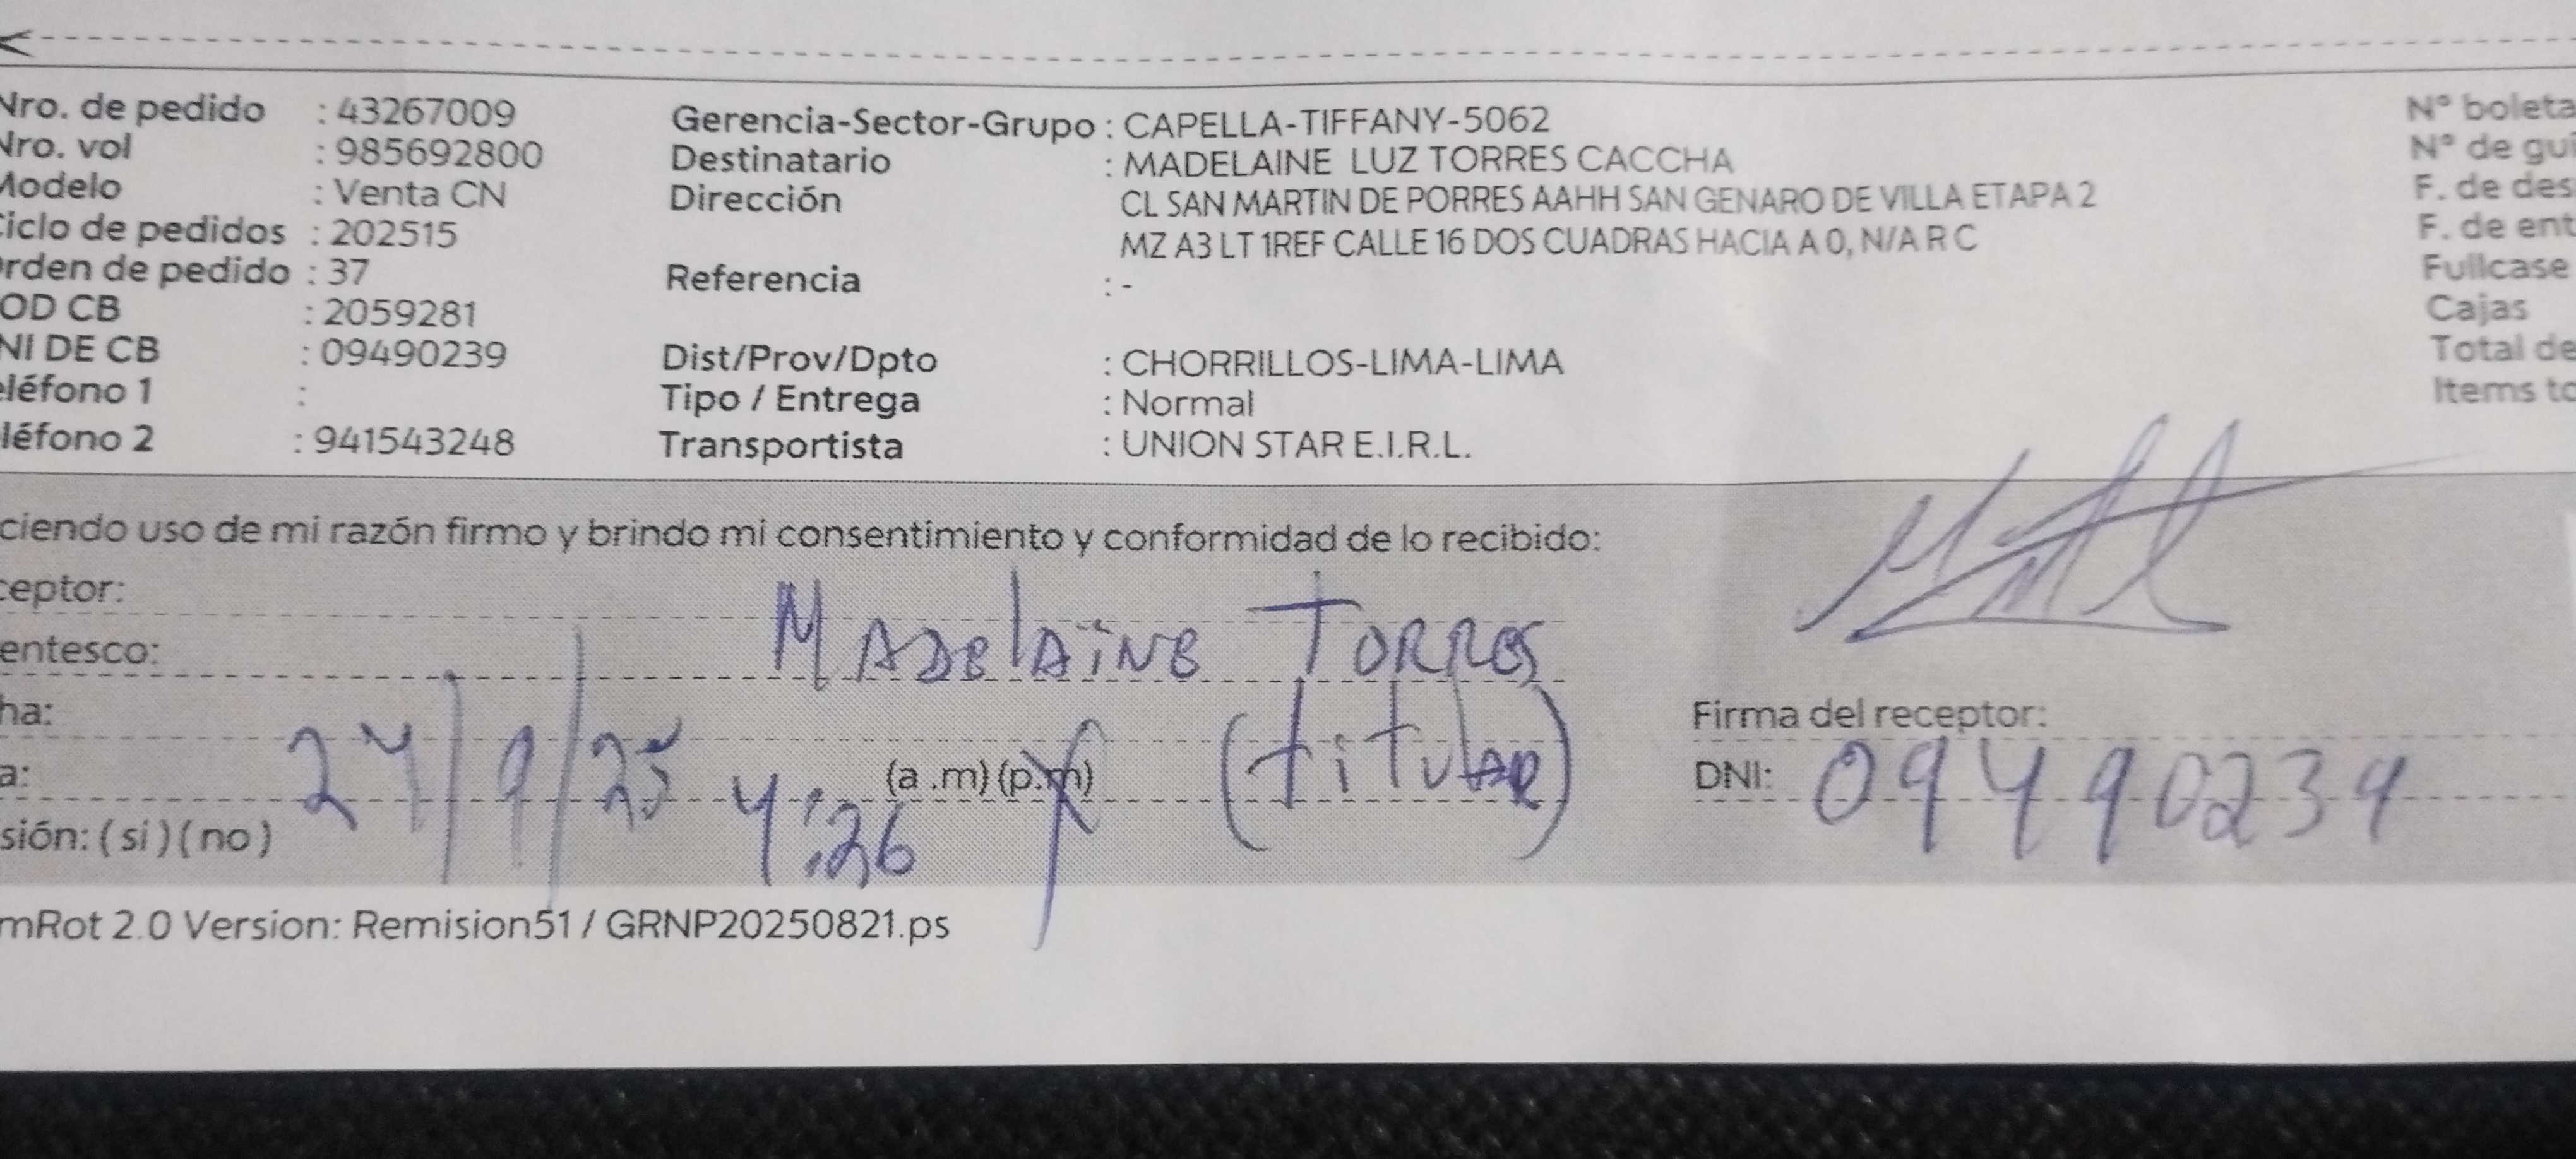 Nro. de pedido : 43267009
Nro. vol : 985692800
Modelo : Venta CN
Ciclo de pedidos : 202515
Orden de pedido : 37
OD CB : 2059281
NI DE CB : 09490239
eléfono 1 :
léfono 2 : 941543248
Gerencia-Sector-Grupo : CAPELLA-TIFFANY-5062
Destinatario : MADELAINE LUZ TORRES CACCHA
Dirección CL SAN MARTIN DE PORRES AAHH SAN GENARO DE VILLA ETAPA 2
MZ A3 LT 1REF CALLE 16 DOS CUADRAS HACIA A 0, N/A R C
Referencia : -
Dist/Prov/Dpto : CHORRILLOS-LIMA-LIMA
Tipo / Entrega : Normal
Transportista : UNION STAR E.I.R.L.
N° boleta
N° de gui
F. de des
F. de ent
Fullcase
Cajas
Total de
Items to
ciendo uso de mi razón firmo y brindo mi consentimiento y conformidad de lo recibido:
ceptor: MADElAiNE TORRES
entesco: (titulAR)
ha: 24/9/25
a: 4:26 (a .m) (p.m)
sión: ( si ) ( no )
Firma del receptor:
DNI: 09490239
mRot 2.0 Version: Remision51 / GRNP20250821.ps